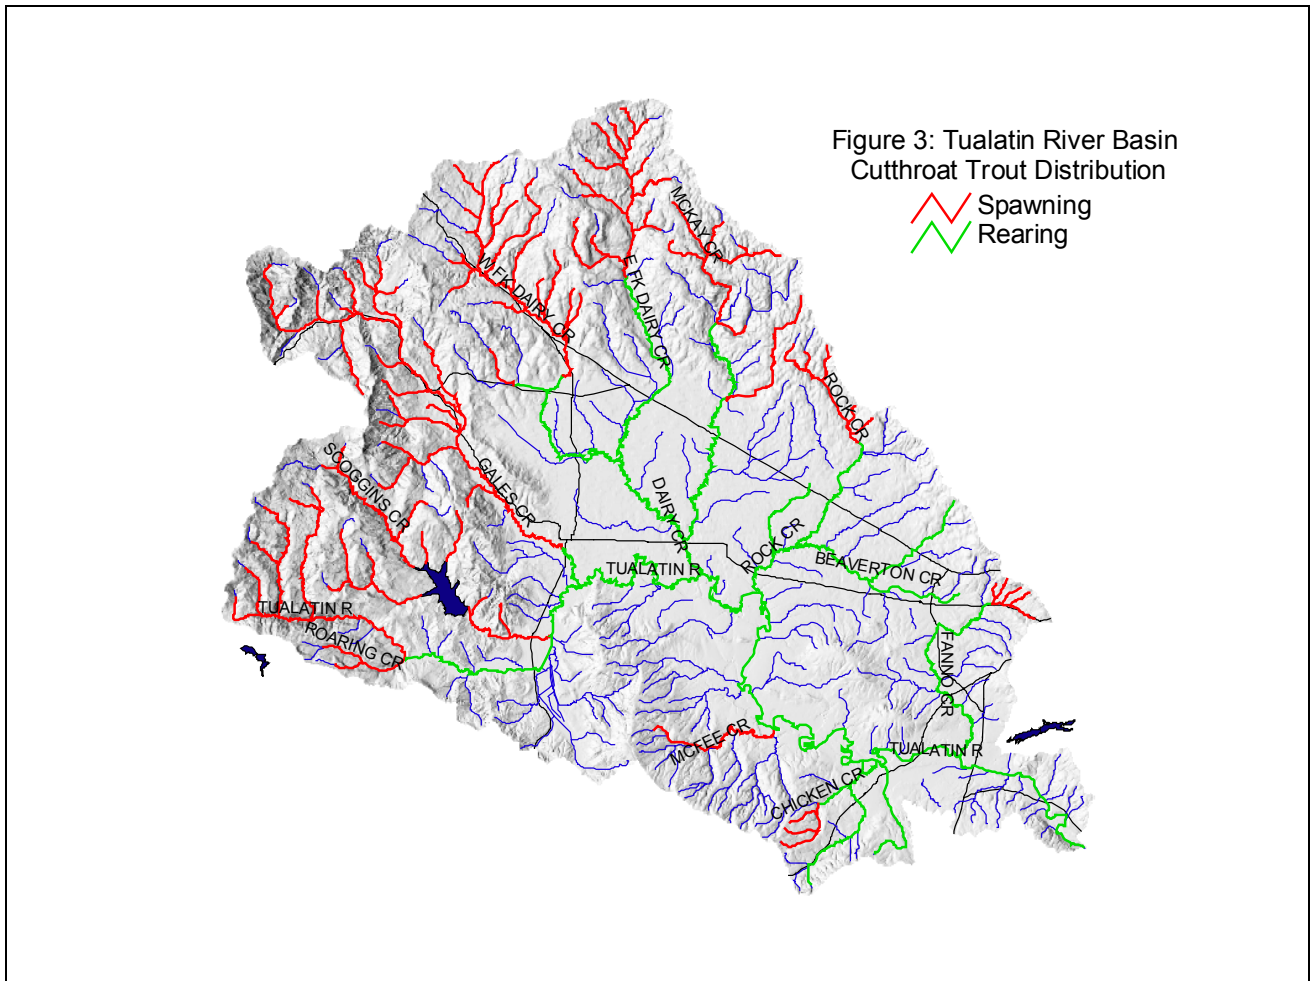 Figure 3: Tualatin River Basin
Cutthroat Trout Distribution
Spawning
Rearing
MCKAY CR
W FK DAIRY CR
E FK DAIRY CR
ROCK CR
SCOGGINS CR
GALES CR
DAIRY CR
ROCK CR
BEAVERTON CR
TUALATIN R
TUALATIN R
ROARING CR
FANNO CR
MCFEE CR
TUALATIN R
CHICKEN CR